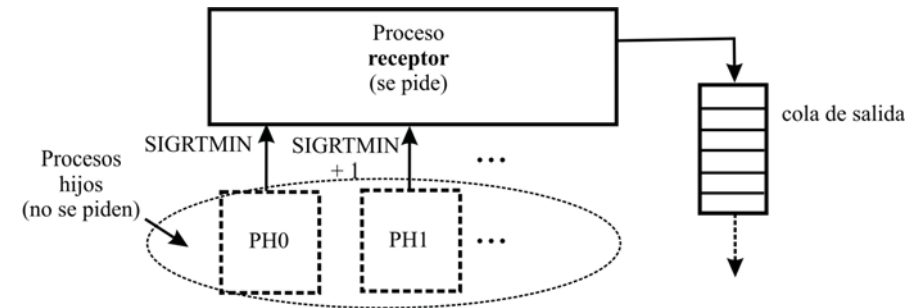 Proceso
receptor
(se pide)
cola de salida
SIGRTMIN
SIGRTMIN
+ 1
...
Procesos
hijos
(no se piden)
PH0
PH1
...